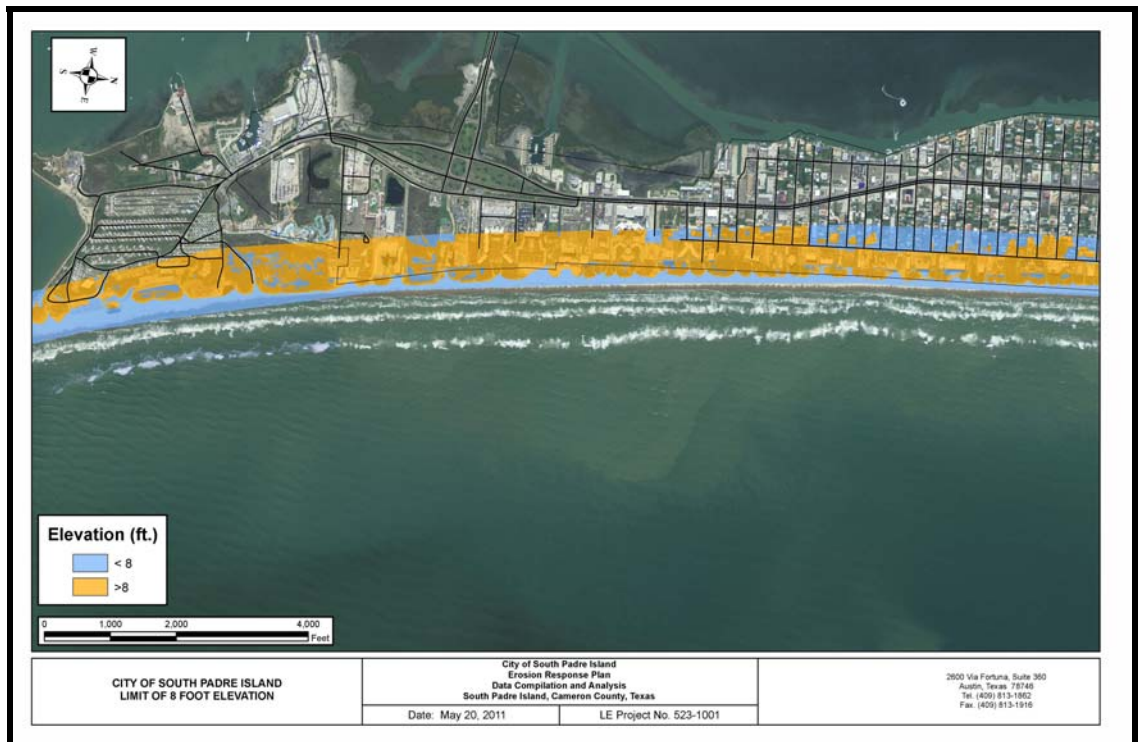 W
S
N
E
Elevation (ft.)
< 8
>8
0 1,000 2,000 4,000
Feet
CITY OF SOUTH PADRE ISLAND
LIMIT OF 8 FOOT ELEVATION
City of South Padre Island
Erosion Response Plan
Data Compilation and Analysis
South Padre Island, Cameron County, Texas
Date: May 20, 2011
LE Project No. 523-1001
2600 Via Fortuna, Suite 360
Austin, Texas 78746
Tel. (409) 813-1862
Fax. (409) 813-1916